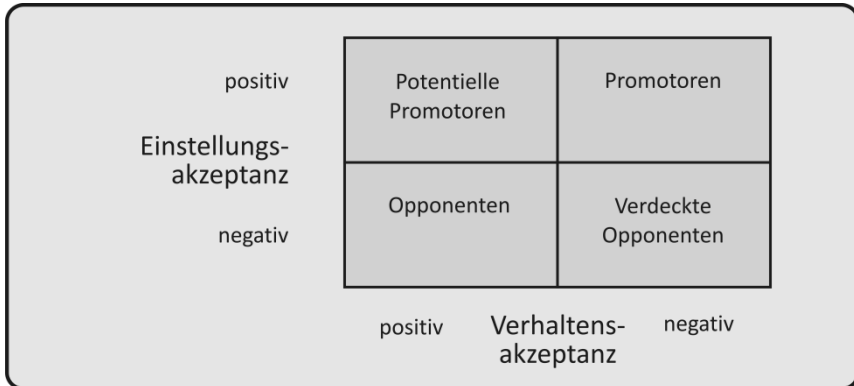 positiv
Potentielle
Promotoren
Promotoren
Einstellungs-
akzeptanz
negativ
Opponenten
Verdeckte
Opponenten
positiv
Verhaltens-
akzeptanz
negativ